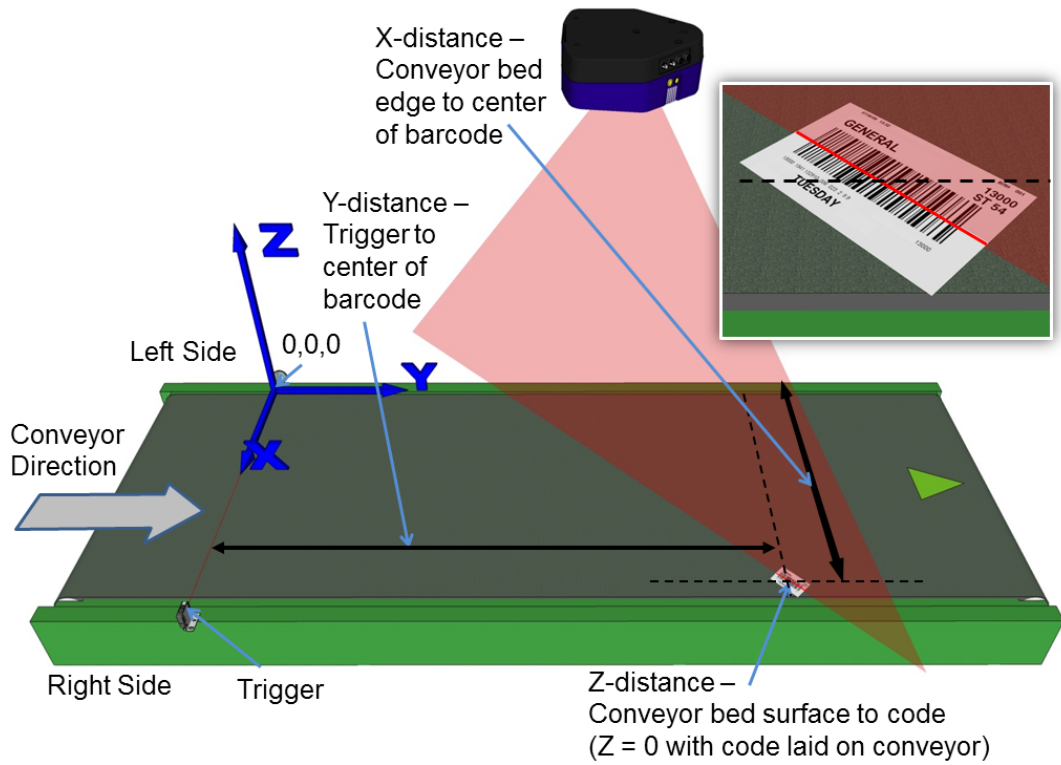 X-distance –
Conveyor bed
edge to center
of barcode
GENERAL
13000
ST 54
TUESDAY
13000
Y-distance –
Trigger to
center of
barcode
Z
Left Side
0,0,0
Y
X
Conveyor
Direction
Right Side
Trigger
Z-distance –
Conveyor bed surface to code
(Z = 0 with code laid on conveyor)